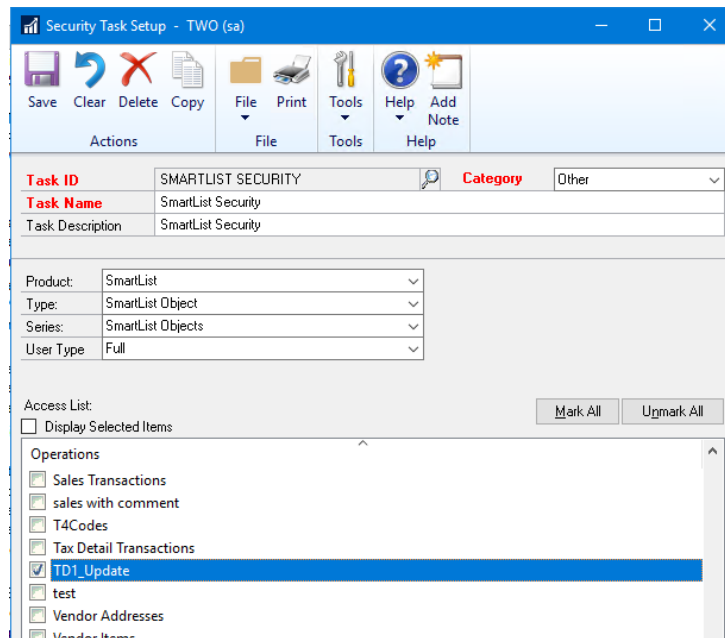 Security Task Setup - TWO (sa)
Save Clear Delete Copy File Print Tools Help Add Note
Actions File Tools Help
Task ID SMARTLIST SECURITY Category Other
Task Name SmartList Security
Task Description SmartList Security
Product: SmartList
Type: SmartList Object
Series: SmartList Objects
User Type Full
Access List: Mark All Unmark All
Display Selected Items
Operations
Sales Transactions
sales with comment
T4Codes
Tax Detail Transactions
TD1_Update
test
Vendor Addresses
Vendor Items